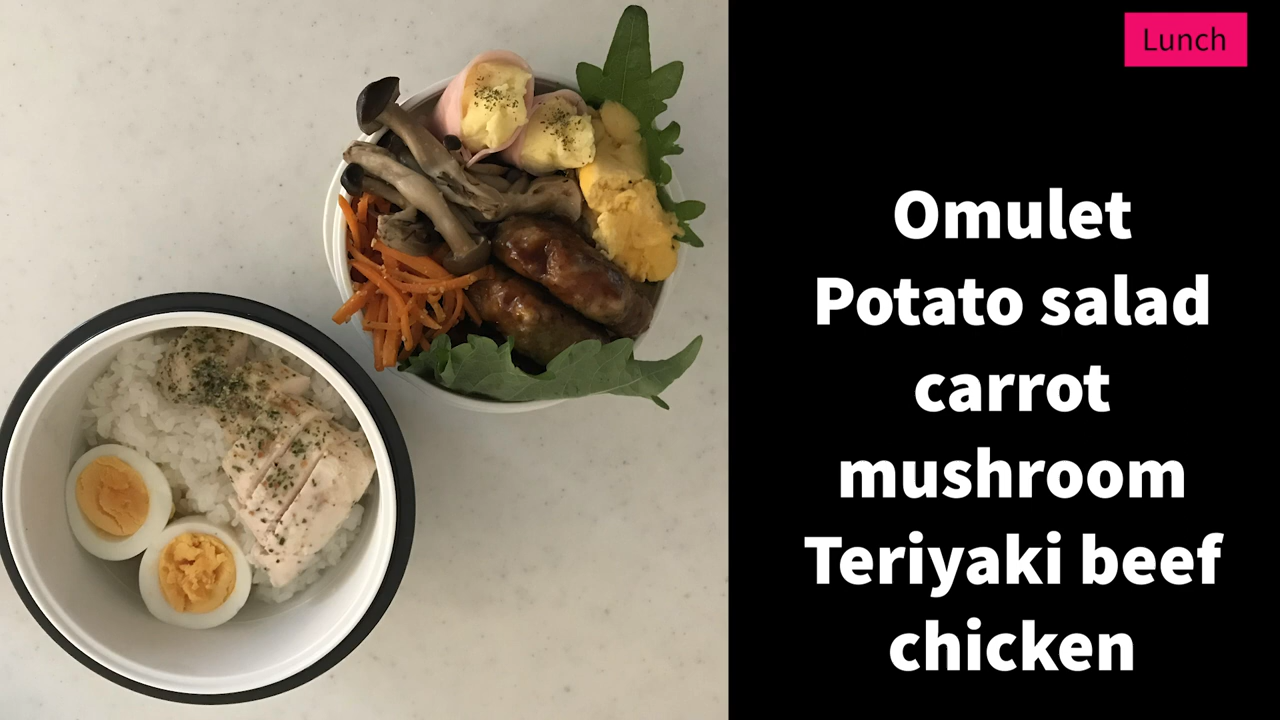 Lunch
Omulet
Potato salad
carrot
mushroom
Teriyaki beef
chicken